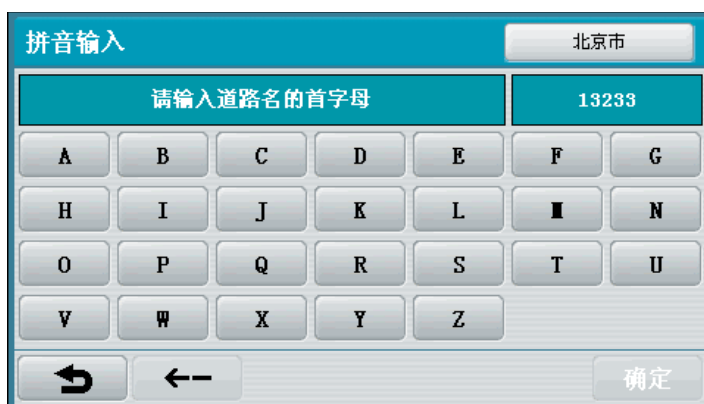 拼音输入 北京市
请输入道路名的首字母 13233
A B C D E F G
H I J K L M N
O P Q R S T U
V W X Y Z
确定